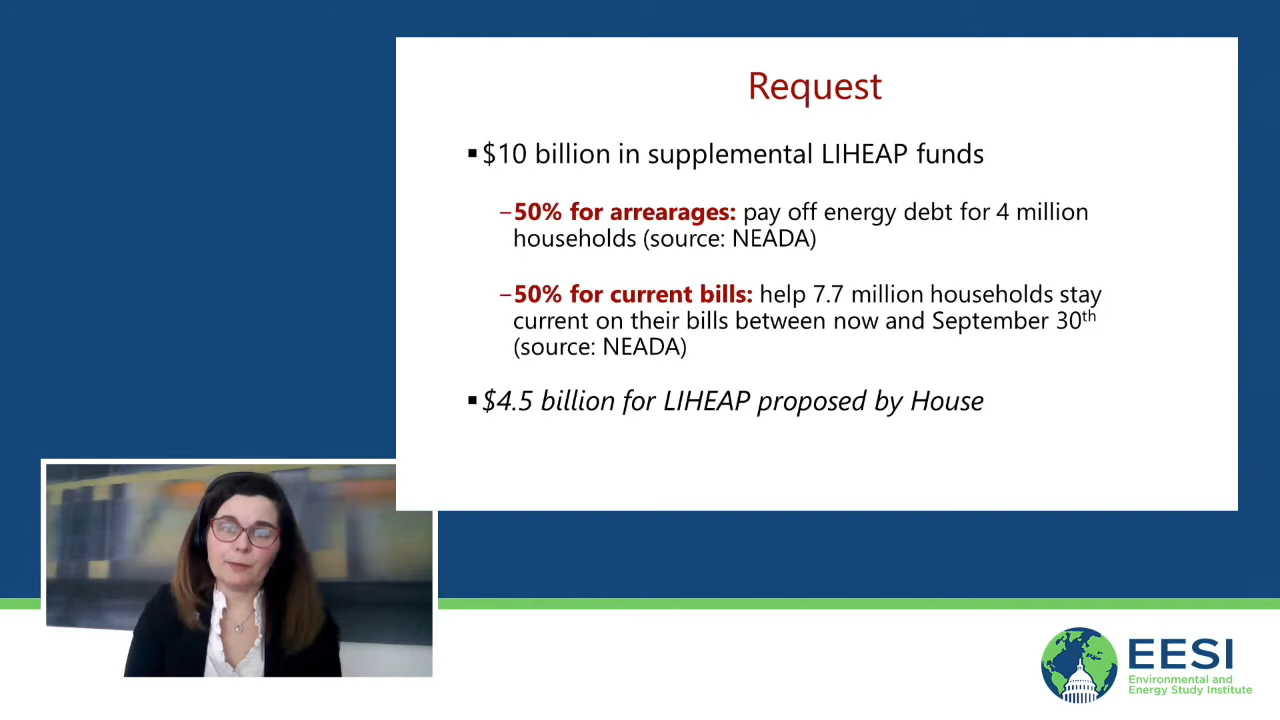 Request
▪$10 billion in supplemental LIHEAP funds
–50% for arrearages: pay off energy debt for 4 million
households (source: NEADA)
–50% for current bills: help 7.7 million households stay
current on their bills between now and September 30th
(source: NEADA)
▪$4.5 billion for LIHEAP proposed by House
EESI
Environmental and
Energy Study Institute